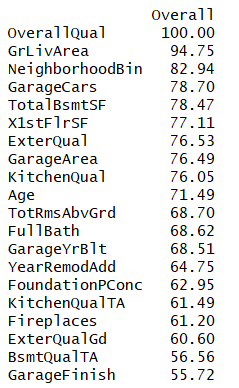 Overall
OverallQual 100.00
GrLivArea 94.75
NeighborhoodBin 82.94
GarageCars 78.70
TotalBsmtSF 78.47
X1stFlrSF 77.11
ExterQual 76.53
GarageArea 76.49
KitchenQual 76.05
Age 71.49
TotRmsAbvGrd 68.70
FullBath 68.62
GarageYrBlt 68.51
YearRemodAdd 64.75
FoundationPConc 62.95
KitchenQualTA 61.49
Fireplaces 61.20
ExterQualGd 60.60
BsmtQualTA 56.56
GarageFinish 55.72